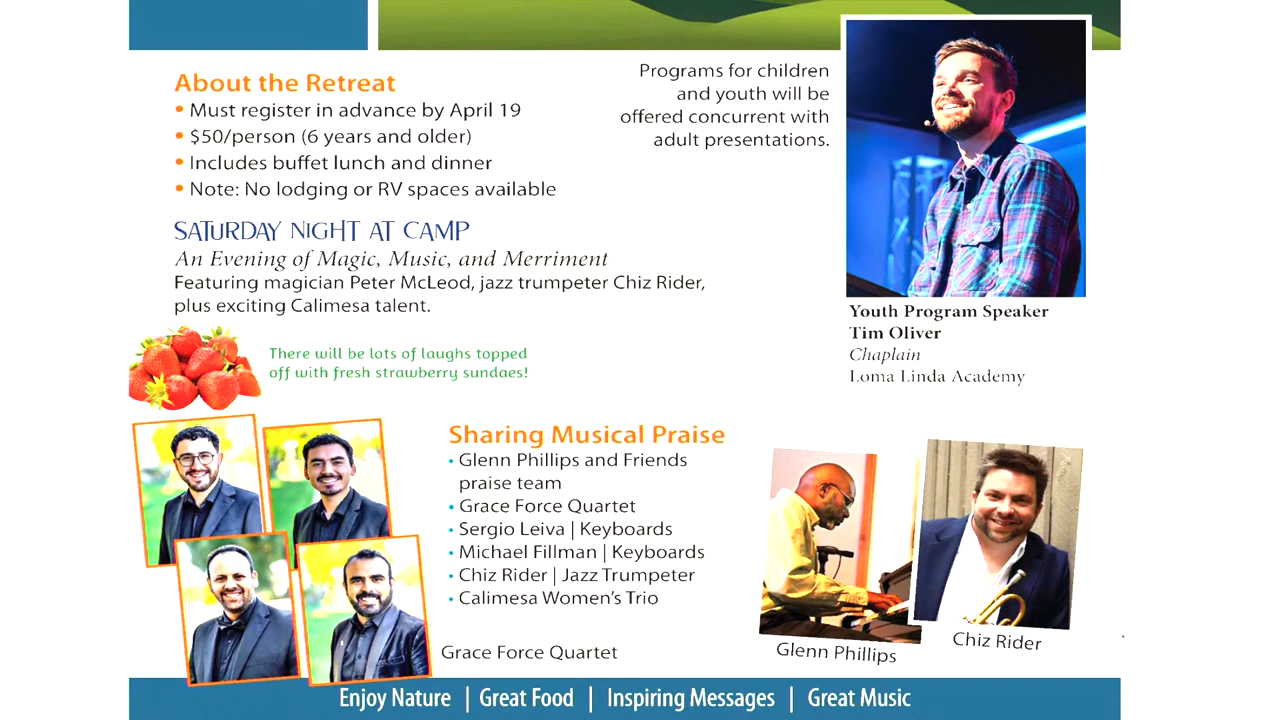 About the Retreat
• Must register in advance by April 19
• $50/person (6 years and older)
• Includes buffet lunch and dinner
• Note: No lodging or RV spaces available
Programs for children
and youth will be
offered concurrent with
adult presentations.
SATURDAY NIGHT AT CAMP
An Evening of Magic, Music, and Merriment
Featuring magician Peter McLeod, jazz trumpeter Chiz Rider,
plus exciting Calimesa talent.
There will be lots of laughs topped
off with fresh strawberry sundaes!
Youth Program Speaker
Tim Oliver
Chaplain
Loma Linda Academy
Sharing Musical Praise
• Glenn Phillips and Friends
praise team
• Grace Force Quartet
• Sergio Leiva | Keyboards
• Michael Fillman | Keyboards
• Chiz Rider | Jazz Trumpeter
• Calimesa Women's Trio
Grace Force Quartet
Glenn Phillips
Chiz Rider
Enjoy Nature | Great Food | Inspiring Messages | Great Music